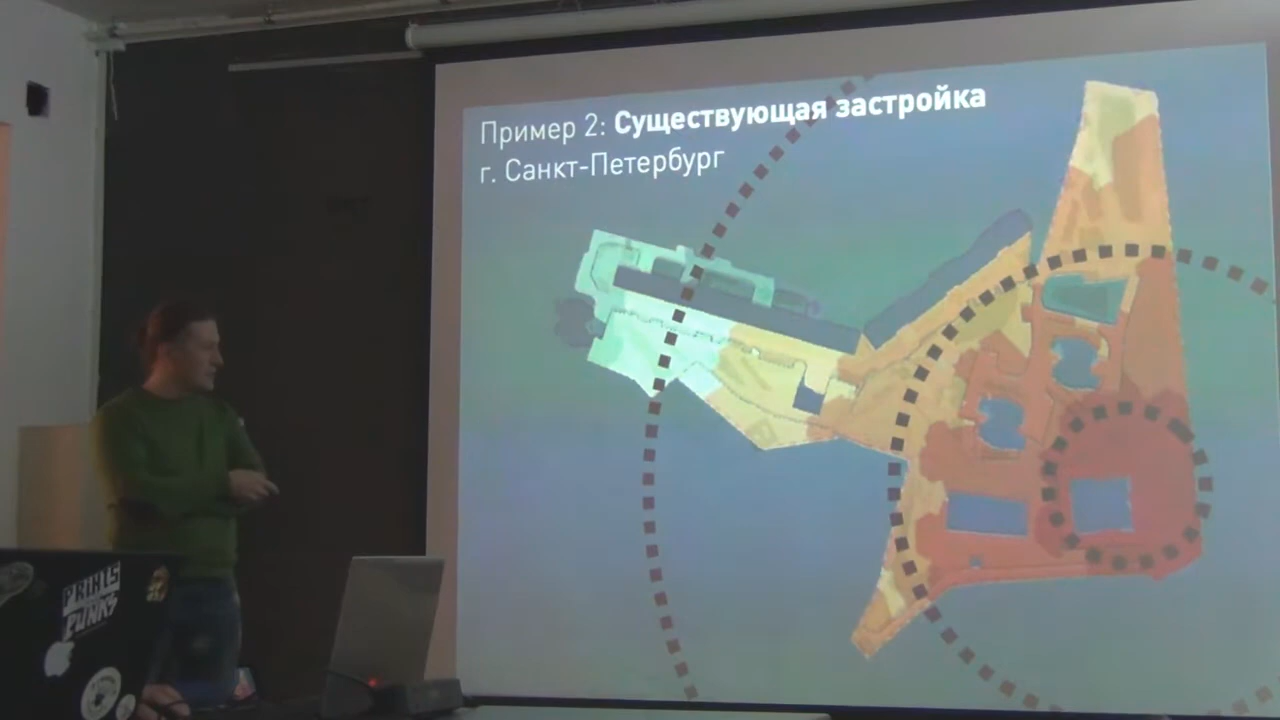 Пример 2: Существующая застройка
г. Санкт-Петербург
PRINTS
PUNKS